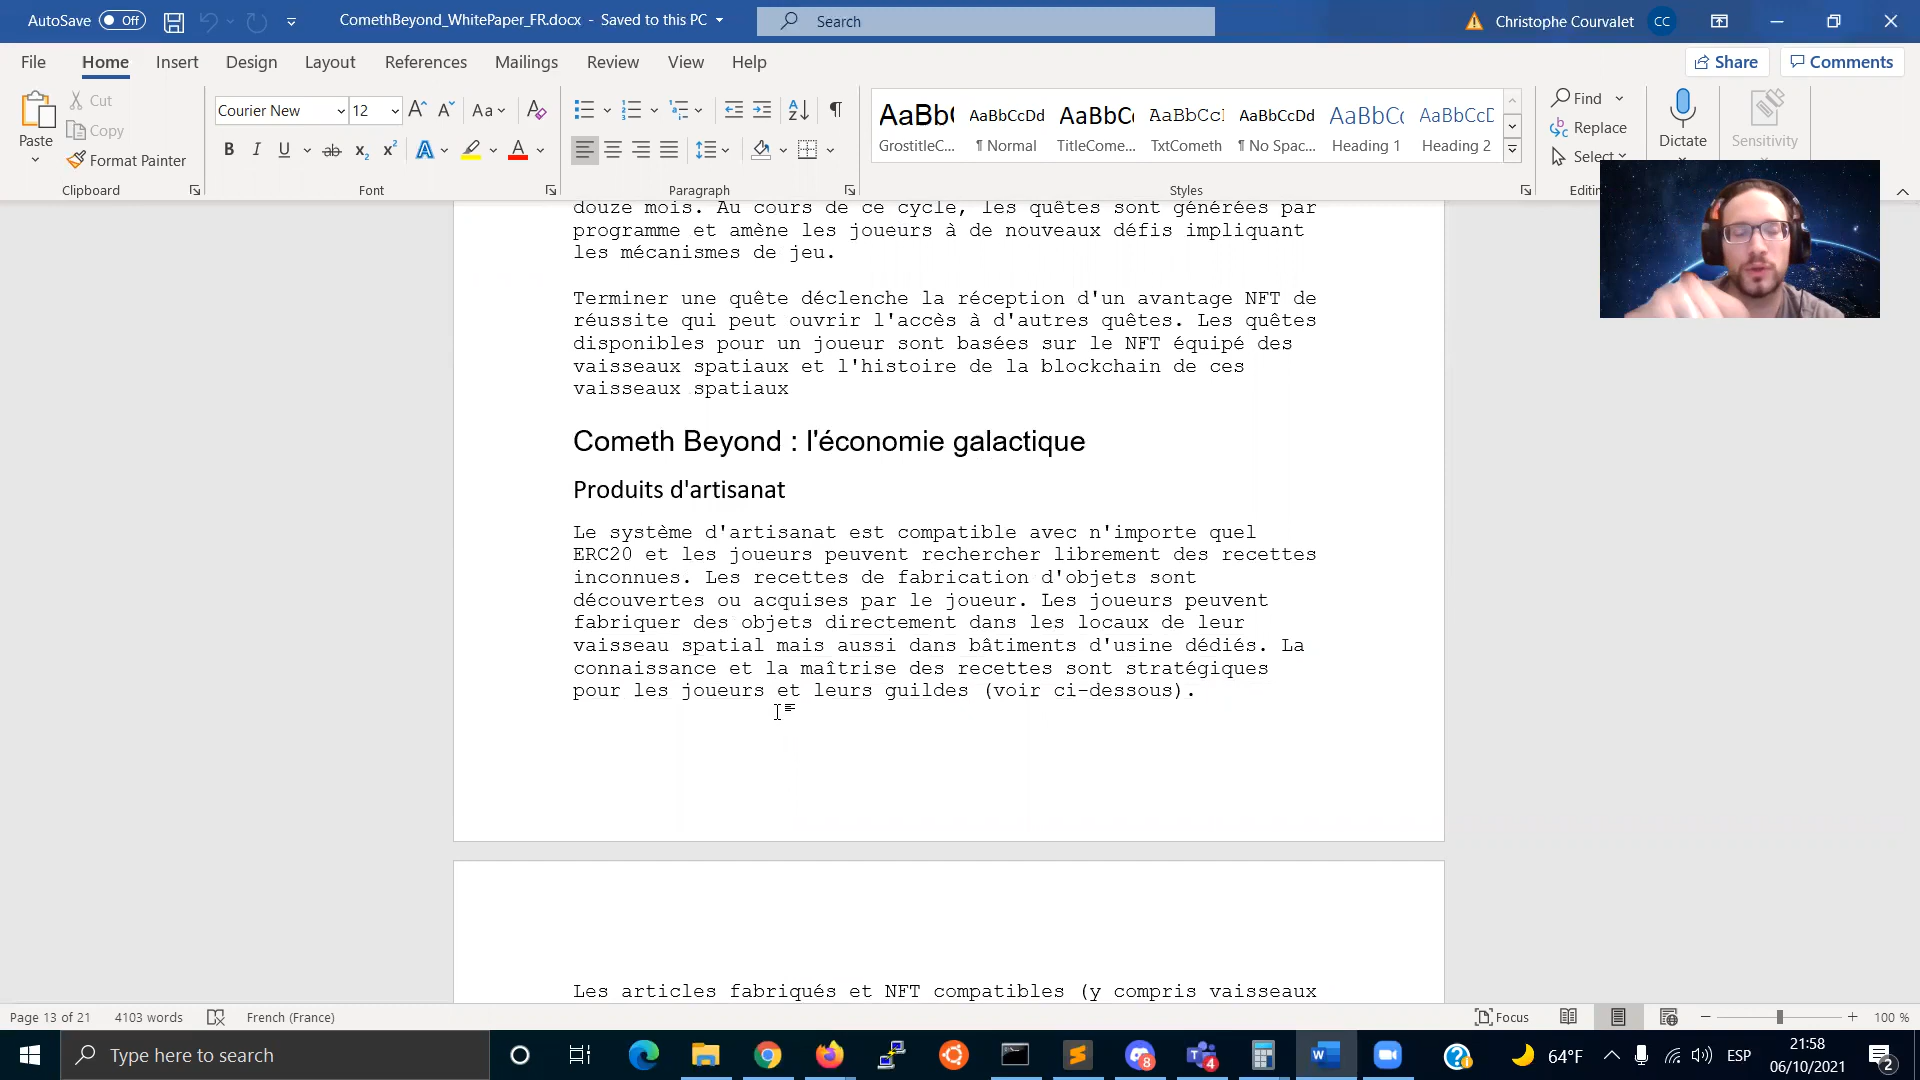 AutoSave Off ComethBeyond_WhitePaper_FR.docx - Saved to this PC Search Christophe Courvalet CC
File Home Insert Design Layout References Mailings Review View Help Share Comments
Paste Cut Copy Format Painter Clipboard
Courier New 12 Font
Paragraph
AaBb( AaBbCcDd AaBbCc AaBbCcI AaBbCcDd AaBbCc AaBbCcD
GrostitleC... ¶ Normal TitleCome... TxtCometh ¶ No Spac... Heading 1 Heading 2
Styles
Find Replace Select
Dictate Sensitivity
douze mois. Au cours de ce cycle, les quêtes sont générées par
programme et amène les joueurs à de nouveaux défis impliquant
les mécanismes de jeu.
Terminer une quête déclenche la réception d'un avantage NFT de
réussite qui peut ouvrir l'accès à d'autres quêtes. Les quêtes
disponibles pour un joueur sont basées sur le NFT équipé des
vaisseaux spatiaux et l'histoire de la blockchain de ces
vaisseaux spatiaux
Cometh Beyond : l'économie galactique
Produits d'artisanat
Le système d'artisanat est compatible avec n'importe quel
ERC20 et les joueurs peuvent rechercher librement des recettes
inconnues. Les recettes de fabrication d'objets sont
découvertes ou acquises par le joueur. Les joueurs peuvent
fabriquer des objets directement dans les locaux de leur
vaisseau spatial mais aussi dans bâtiments d'usine dédiés. La
connaissance et la maîtrise des recettes sont stratégiques
pour les joueurs et leurs guildes (voir ci-dessous).
Les articles fabriqués et NFT compatibles (y compris vaisseaux
Page 13 of 21 4103 words French (France) Focus 100 %
Type here to search 64°F ESP 21:58
06/10/2021